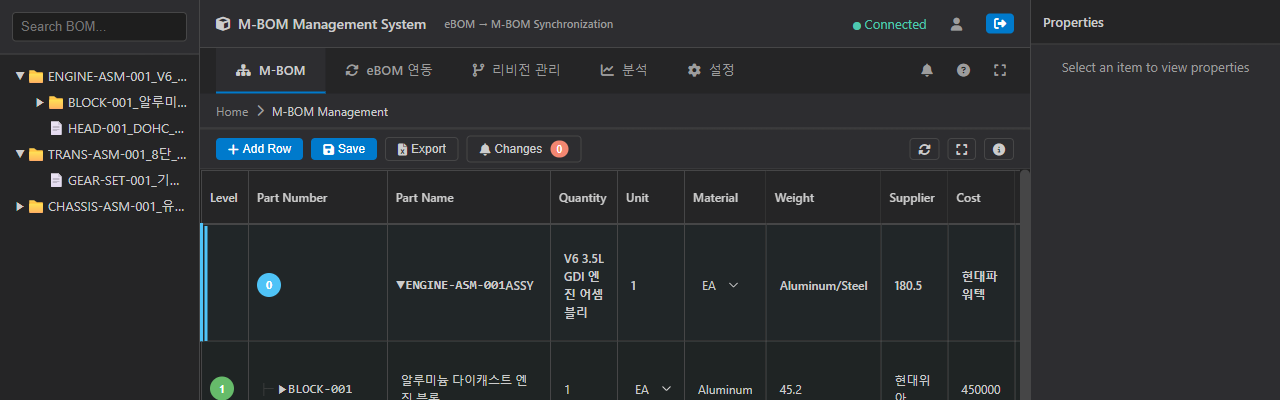 Search BOM...
ENGINE-ASM-001_V6_...
BLOCK-001_알루미...
HEAD-001_DOHC_...
TRANS-ASM-001_8단_...
GEAR-SET-001_기...
CHASSIS-ASM-001_유...
M-BOM Management System
eBOM → M-BOM Synchronization
Connected
M-BOM
eBOM 연동
리비전 관리
분석
설정
Home > M-BOM Management
Add Row
Save
Export
Changes 0
Level Part Number Part Name Quantity Unit Material Weight Supplier Cost
0
▼ENGINE-ASM-001ASSY
V6 3.5L
GDI 엔
진 어셈
블리
1
EA
Aluminum/Steel
180.5
현대파
워텍
1
▶BLOCK-001
알루미늄 다이캐스트 엔
진 블록
1
EA
Aluminum
45.2
현대위
아
450000
Properties
Select an item to view properties